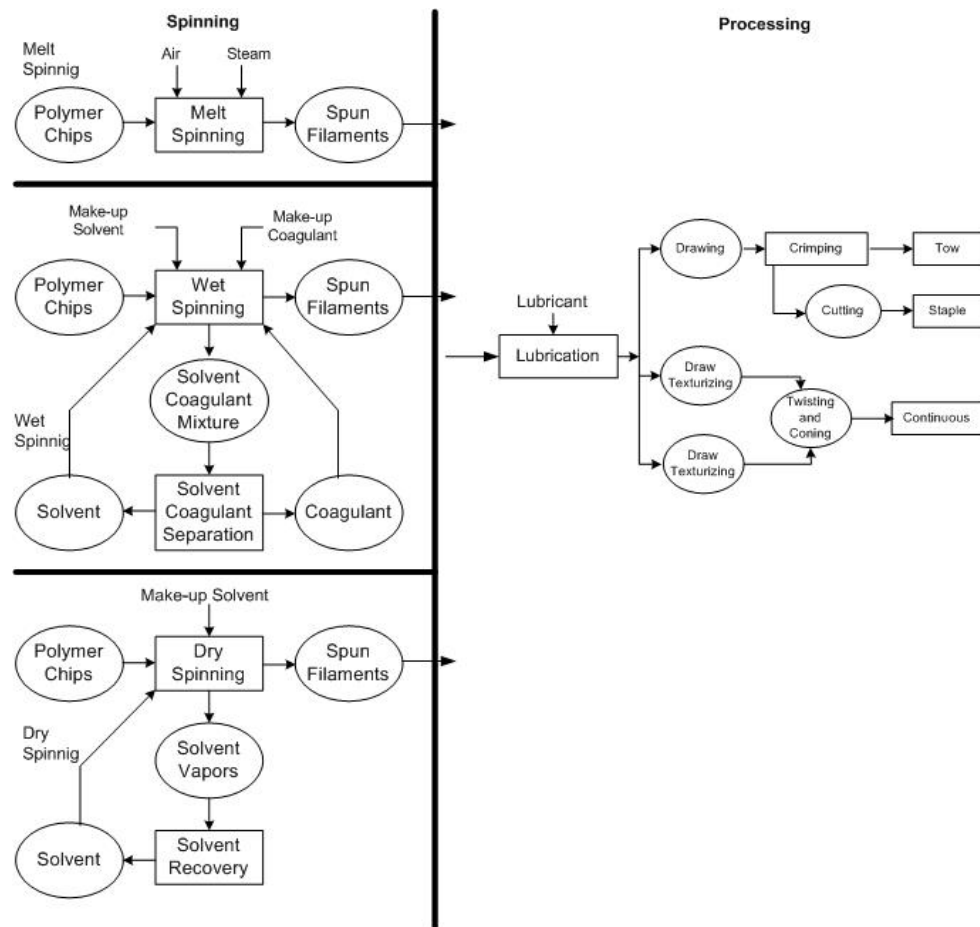 Spinning
Processing
Melt
Spinnig
Air
Steam
Polymer
Chips
Melt
Spinning
Spun
Filaments
Make-up
Solvent
Make-up
Coagulant
Polymer
Chips
Wet
Spinning
Spun
Filaments
Solvent
Coagulant
Mixture
Wet
Spinnig
Solvent
Solvent
Coagulant
Separation
Coagulant
Make-up Solvent
Polymer
Chips
Dry
Spinning
Spun
Filaments
Dry
Spinnig
Solvent
Vapors
Solvent
Solvent
Recovery
Lubricant
Lubrication
Drawing
Crimping
Tow
Cutting
Staple
Draw
Texturizing
Twisting
and
Coning
Continuous
Draw
Texturizing